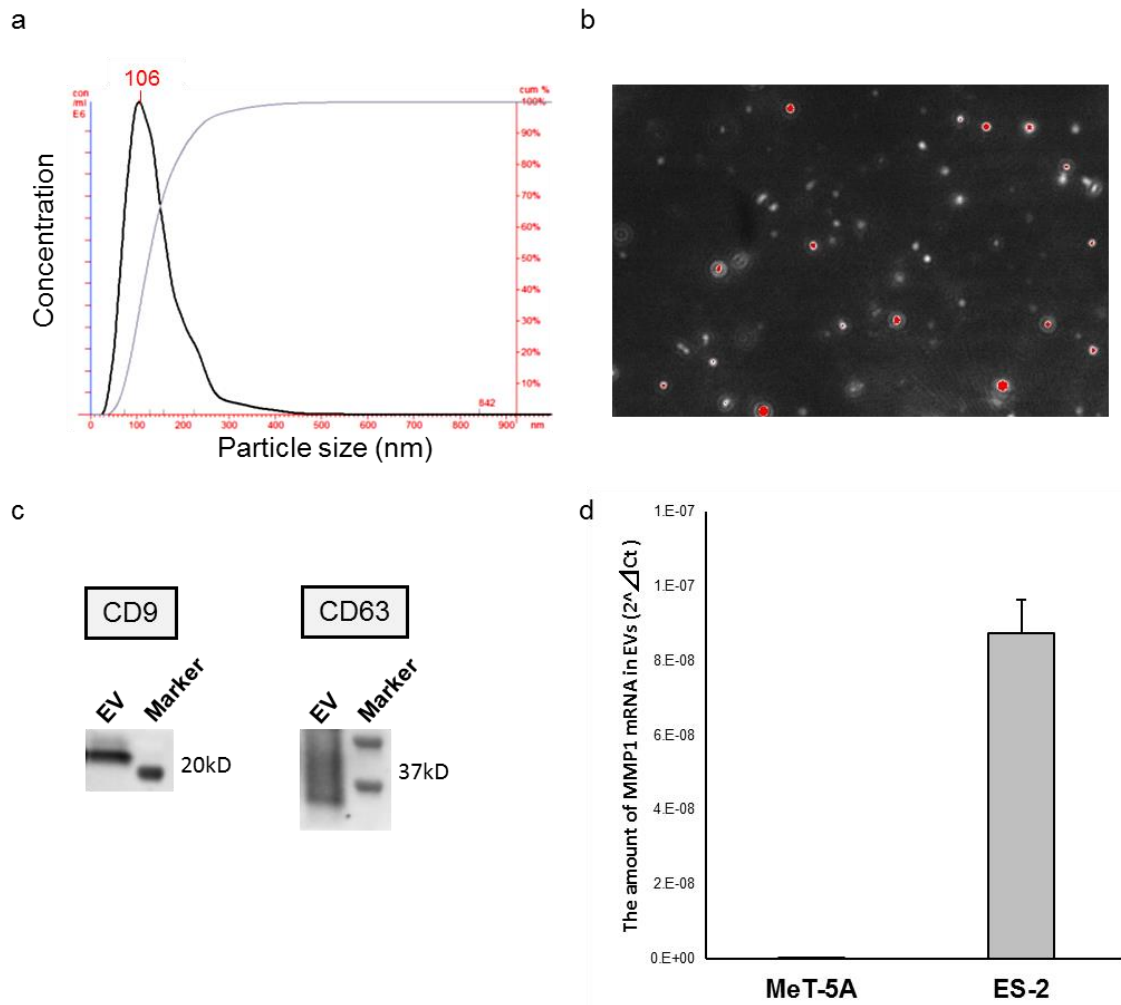 a
b
106
con
/ml
E6
cum %
100%
90%
80%
70%
60%
50%
40%
30%
20%
10%
842
Concentration
0 100 200 300 400 500 600 700 800 900 nm
Particle size (nm)
c
d
CD9
CD63
EV Marker
EV Marker
20kD
37kD
The amount of MMP1 mRNA in EVs (2^⊿Ct )
1.E-07
1.E-07
8.E-08
6.E-08
4.E-08
2.E-08
0.E+00
MeT-5A ES-2